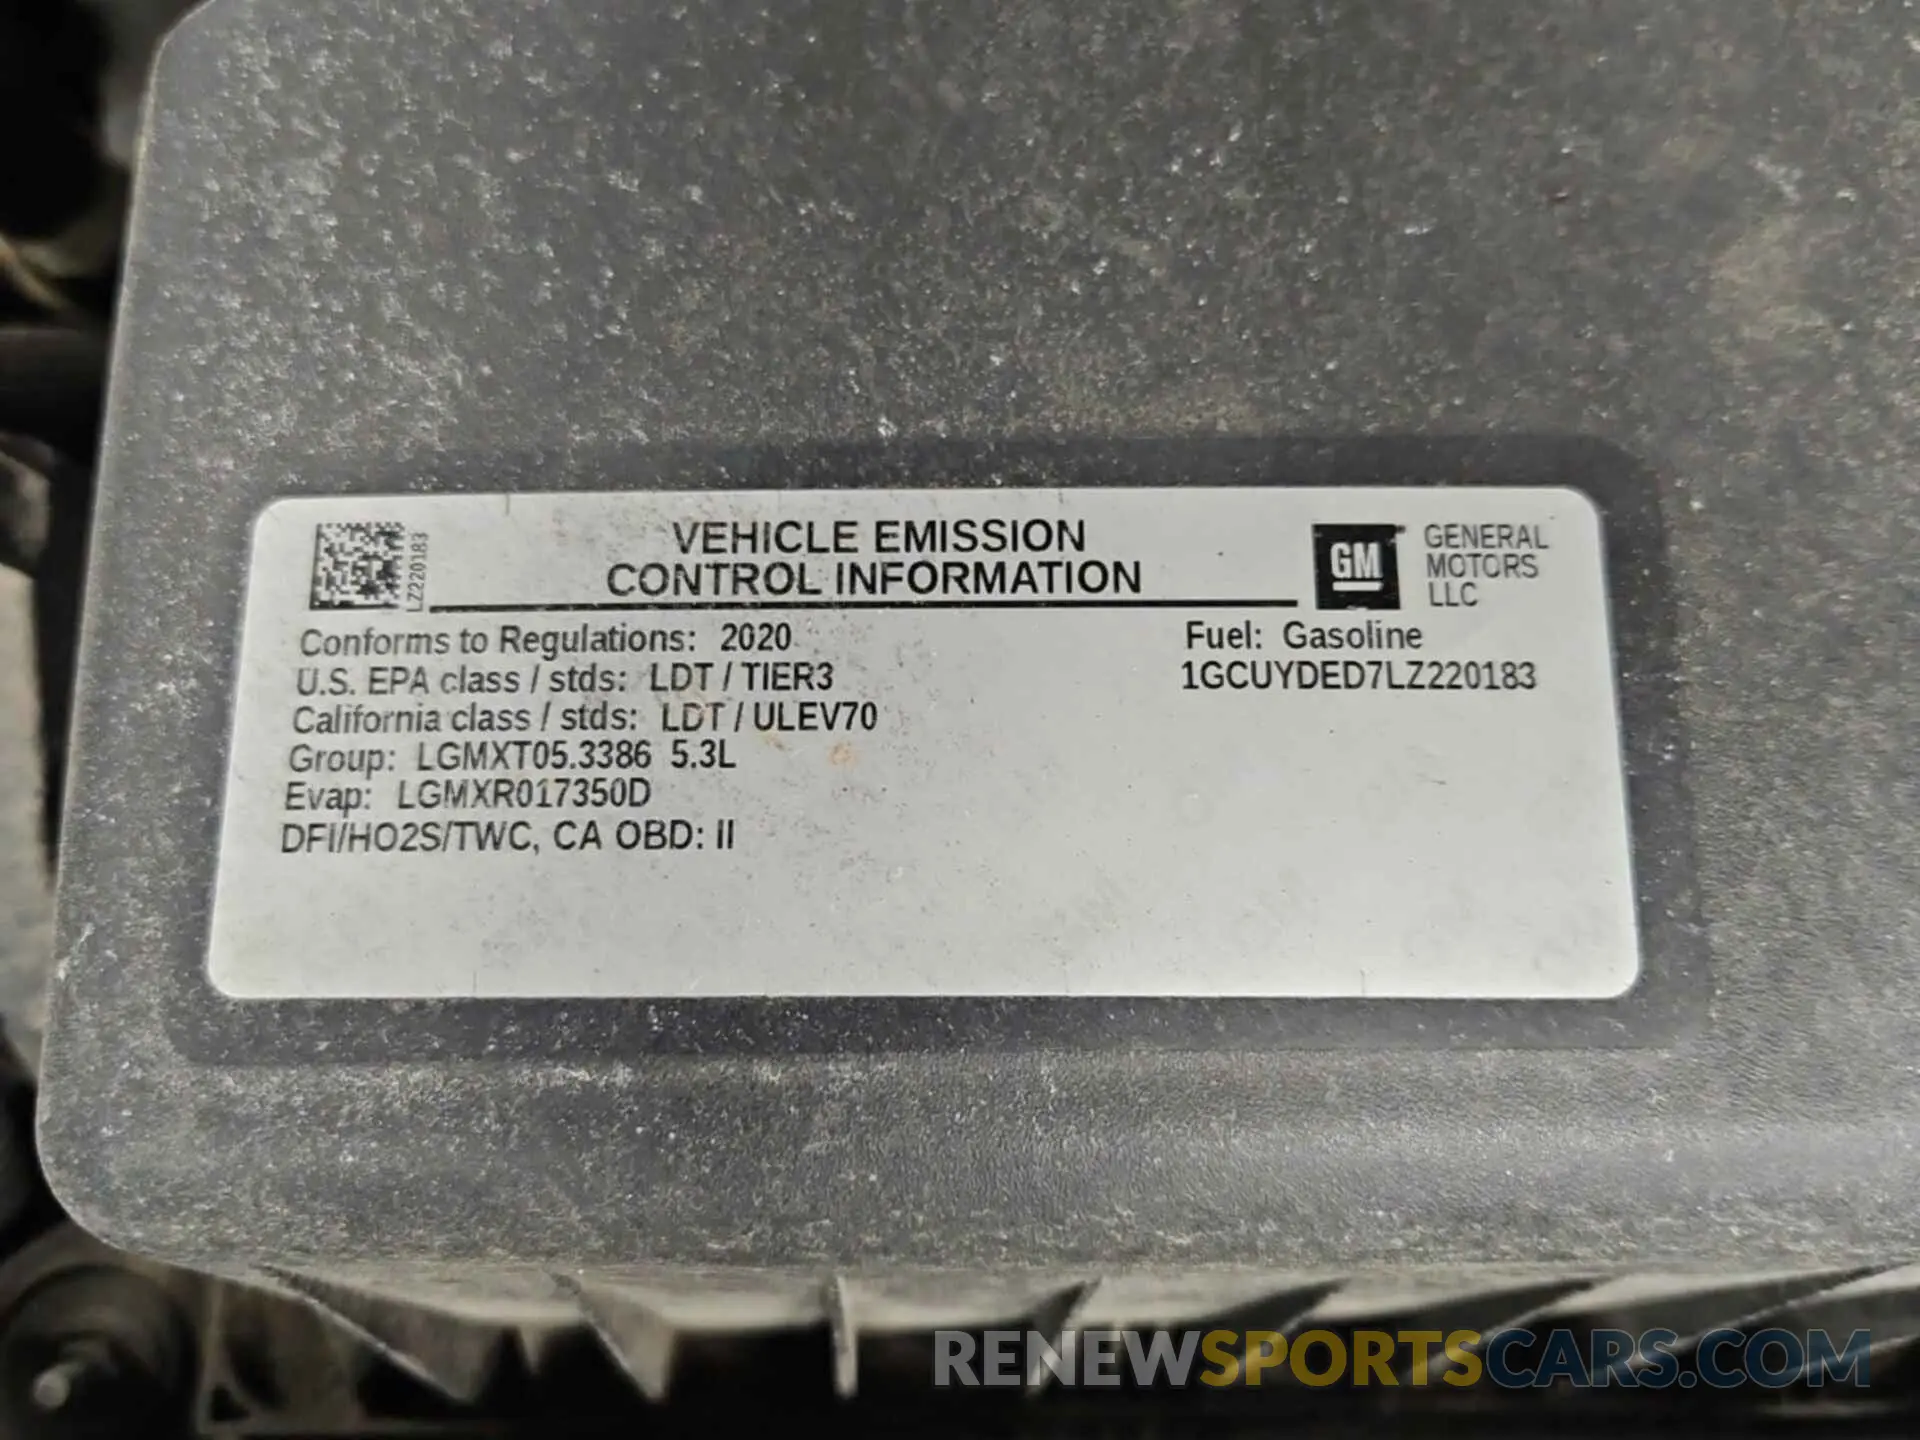 LZ220183
VEHICLE EMISSION
CONTROL INFORMATION
GM
GENERAL
MOTORS
LLC
Conforms to Regulations: 2020
U.S. EPA class / stds: LDT / TIER3
California class / stds: LDT / ULEV70
Group: LGMXT05.3386 5.3L
Evap: LGMXR017350D
DFI/HO2S/TWC, CA OBD: II
Fuel: Gasoline
1GCUYDED7LZ220183
RENEWSPORTSCARS.COM